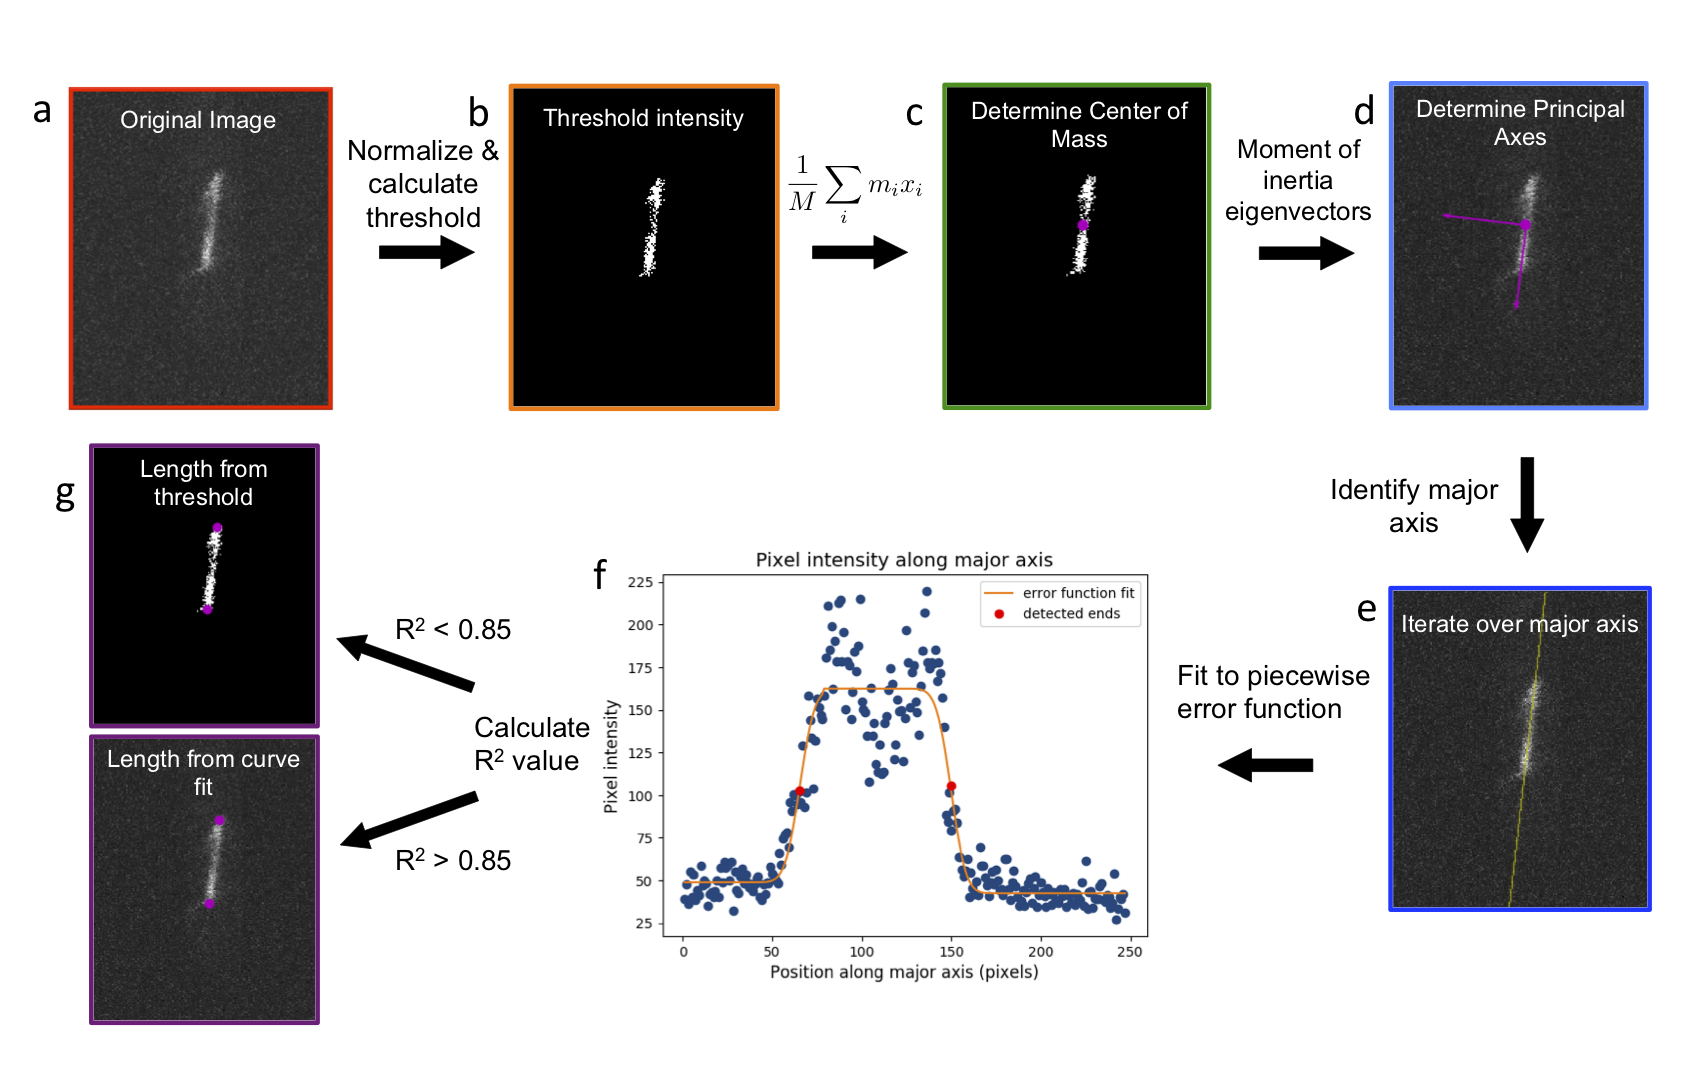 a
Original Image
Normalize &
calculate
threshold
b
Threshold intensity
1/M ∑_i m_i x_i
c
Determine Center of
Mass
Moment of
inertia
eigenvectors
d
Determine Principal
Axes
Identify major
axis
e
Iterate over major axis
Fit to piecewise
error function
f
Pixel intensity along major axis
error function fit
detected ends
Pixel intensity
225
200
175
150
125
100
75
50
25
0 50 100 150 200 250
Position along major axis (pixels)
Calculate
R² value
R² < 0.85
R² > 0.85
g
Length from
threshold
Length from curve
fit